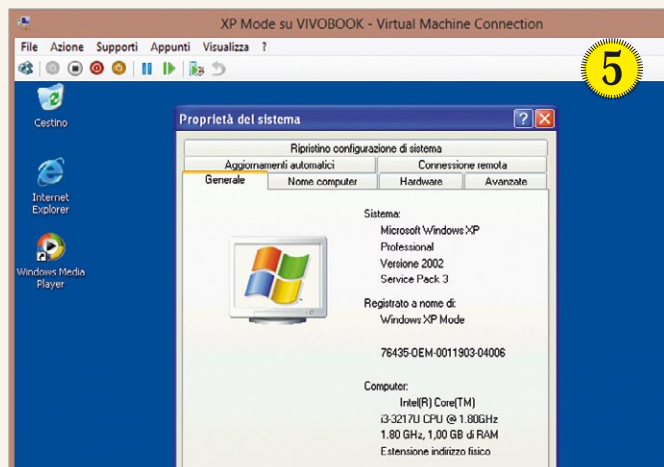 XP Mode su VIVOBOOK - Virtual Machine Connection
File Azione Supporti Appunti Visualizza ?
5
Cestino
Internet
Explorer
Windows Media
Player
Proprietà del sistema
Ripristino configurazione di sistema
Aggiornamenti automatici Connessione remota
Generale Nome computer Hardware Avanzate
Sistema:
Microsoft Windows XP
Professional
Versione 2002
Service Pack 3
Registrato a nome di:
Windows XP Mode
76435-OEM-0011903-04006
Computer:
Intel(R) Core(TM)
i3-3217U CPU @ 1.80GHz
1.80 GHz, 1,00 GB di RAM
Estensione indirizzo fisico